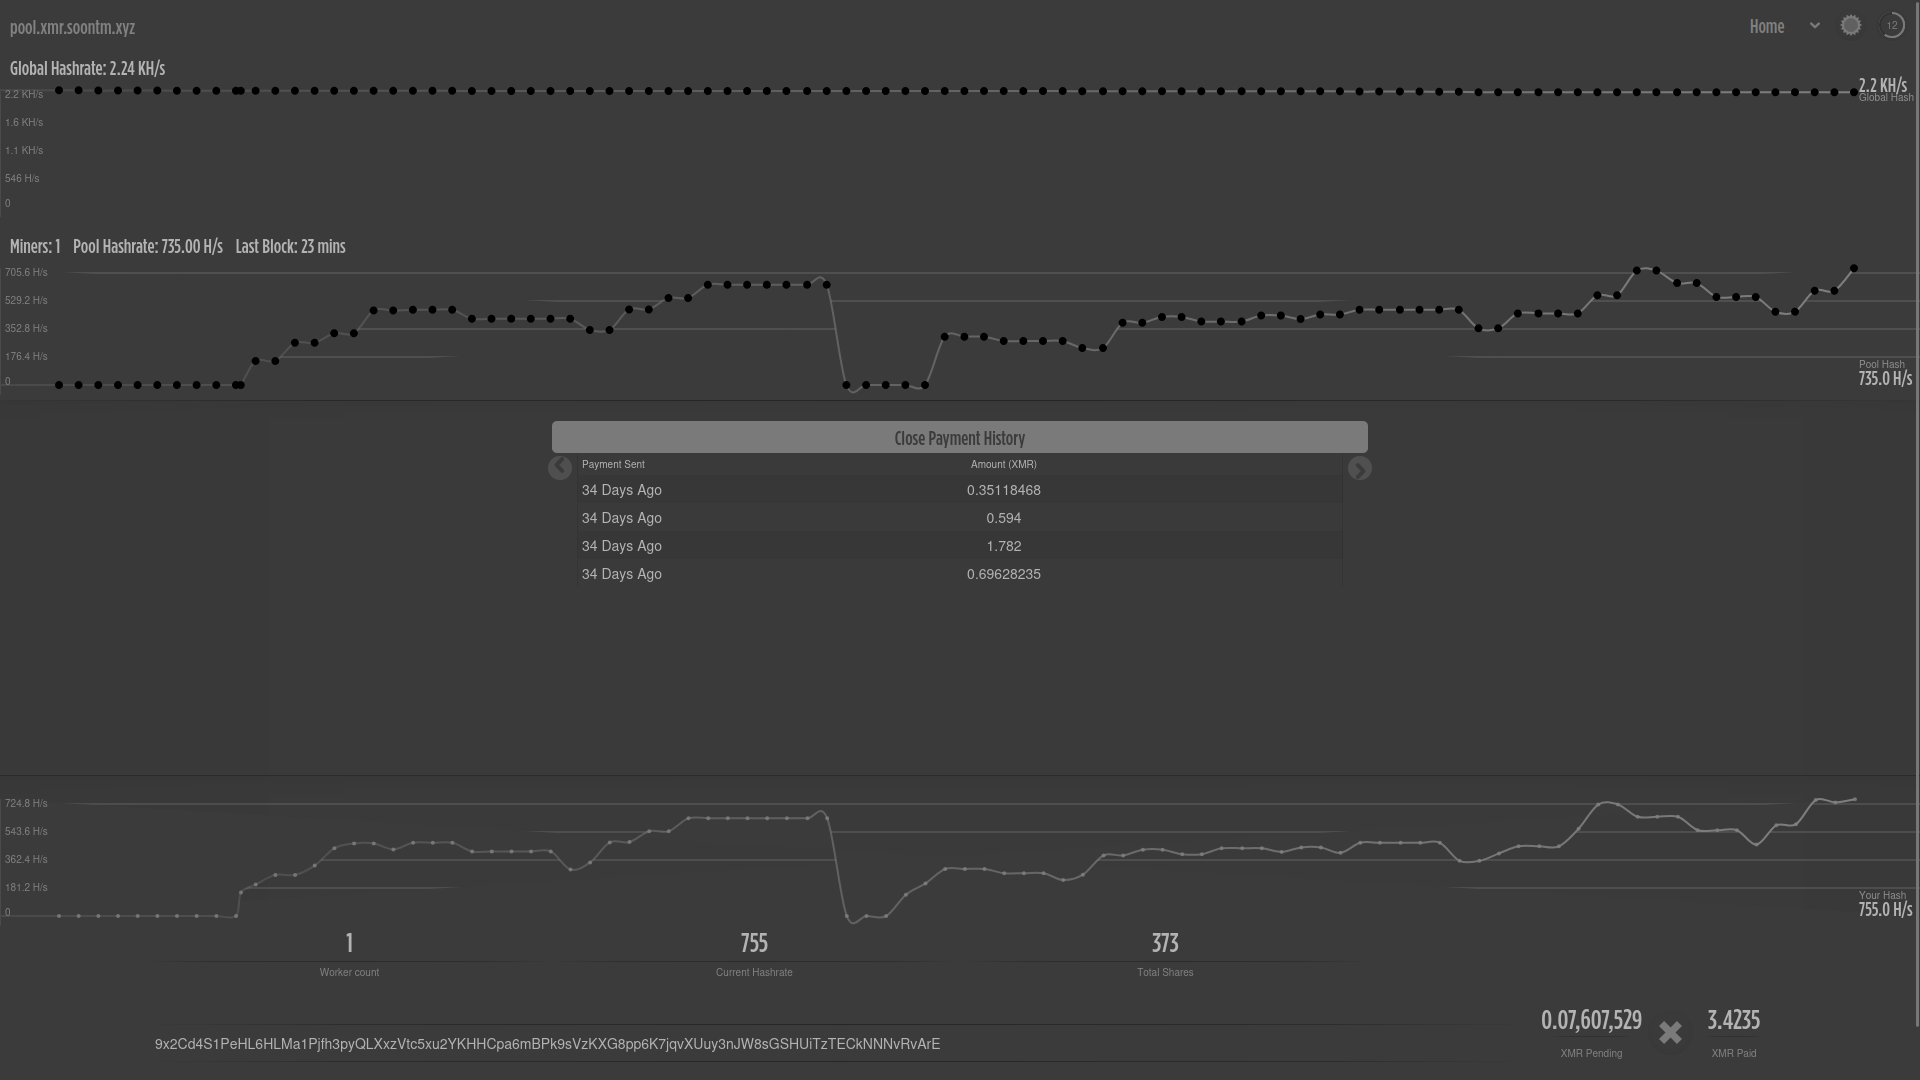 pool.xmr.soontm.xyz
Home
12
Global Hashrate: 2.24 KH/s
2.2 KH/s
1.6 KH/s
1.1 KH/s
546 H/s
0
2.2 KH/s
Global Hash
Miners: 1 Pool Hashrate: 735.00 H/s Last Block: 23 mins
705.6 H/s
529.2 H/s
352.8 H/s
176.4 H/s
0
Pool Hash
735.0 H/s
Close Payment History
Payment Sent Amount (XMR)
34 Days Ago 0.35118468
34 Days Ago 0.594
34 Days Ago 1.782
34 Days Ago 0.69628235
724.8 H/s
543.6 H/s
362.4 H/s
181.2 H/s
0
Your Hash
755.0 H/s
1
Worker count
755
Current Hashrate
373
Total Shares
9x2Cd4S1PeHL6HLMa1Pjfh3pyQLXxzVtc5xu2YKHHCpa6mBPk9sVzKXG8pp6K7jqvXUuy3nJW8sGSHUiTzTECkNNNvRvArE
0.07,607,529
XMR Pending
3.4235
XMR Paid